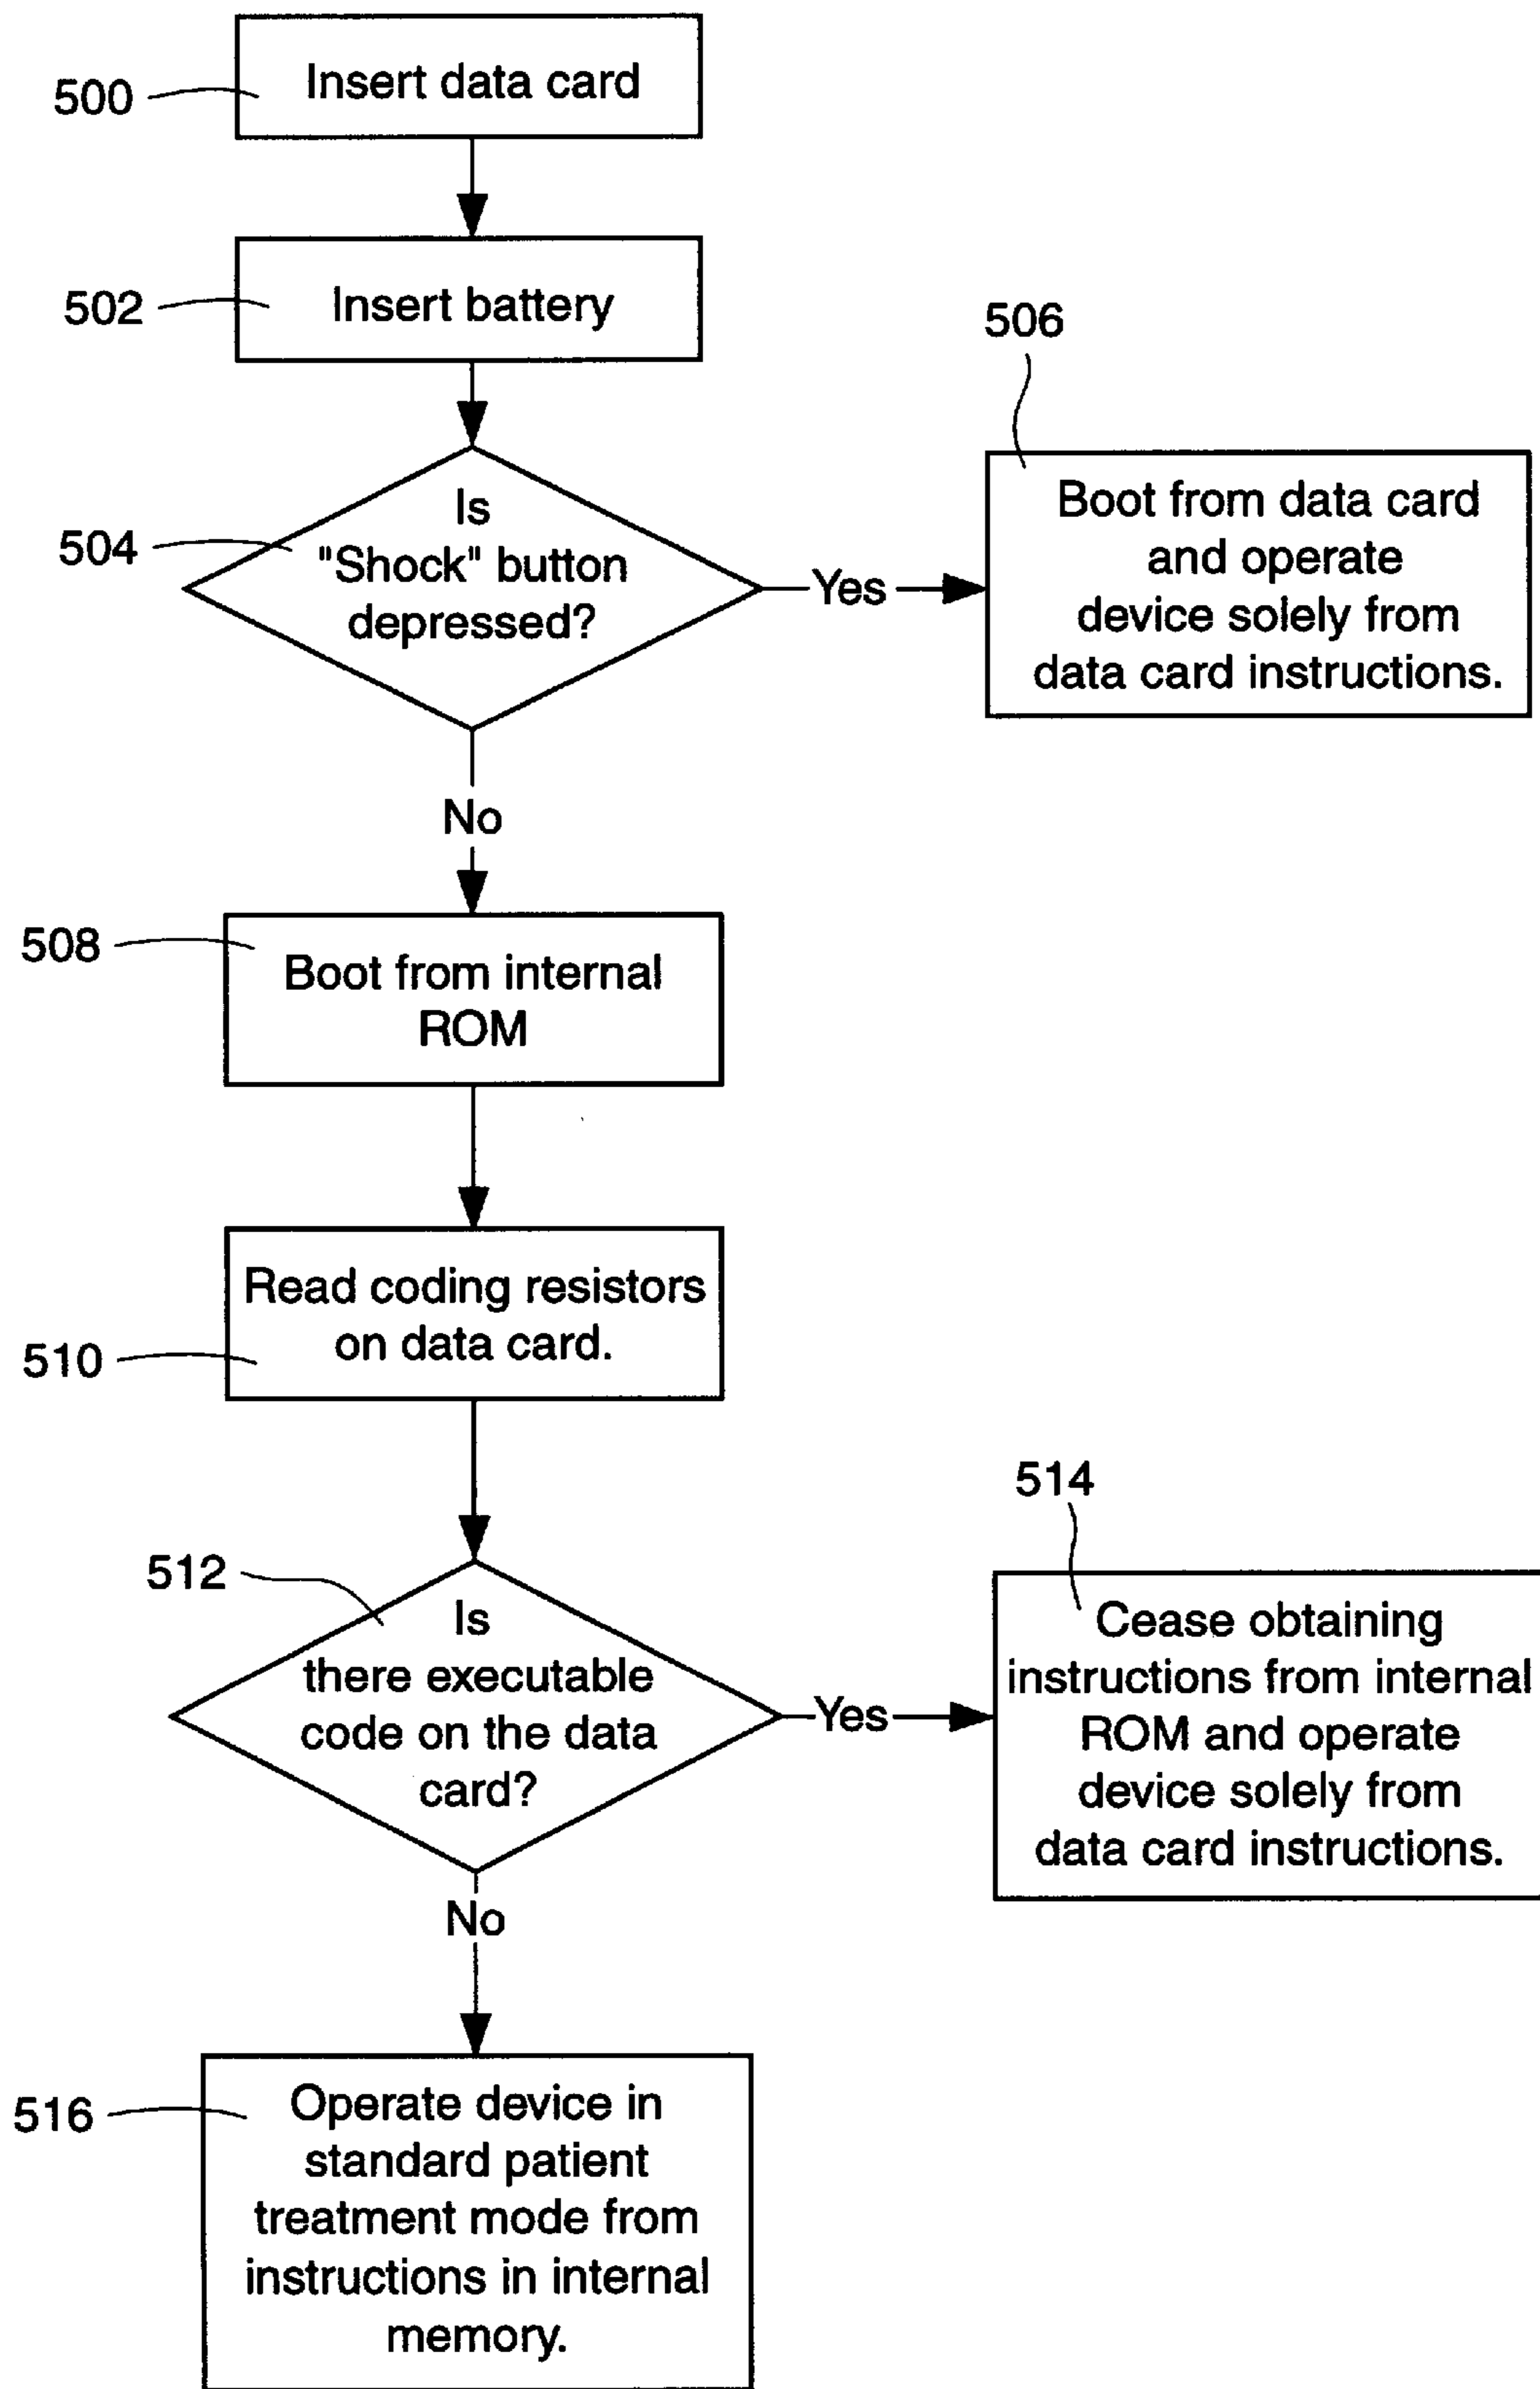 500
Insert data card
502
Insert battery
504
Is
"Shock" button
depressed?
Yes
506
Boot from data card
and operate
device solely from
data card instructions.
No
508
Boot from internal
ROM
510
Read coding resistors
on data card.
512
Is
there executable
code on the data
card?
Yes
514
Cease obtaining
instructions from internal
ROM and operate
device solely from
data card instructions.
No
516
Operate device in
standard patient
treatment mode from
instructions in internal
memory.